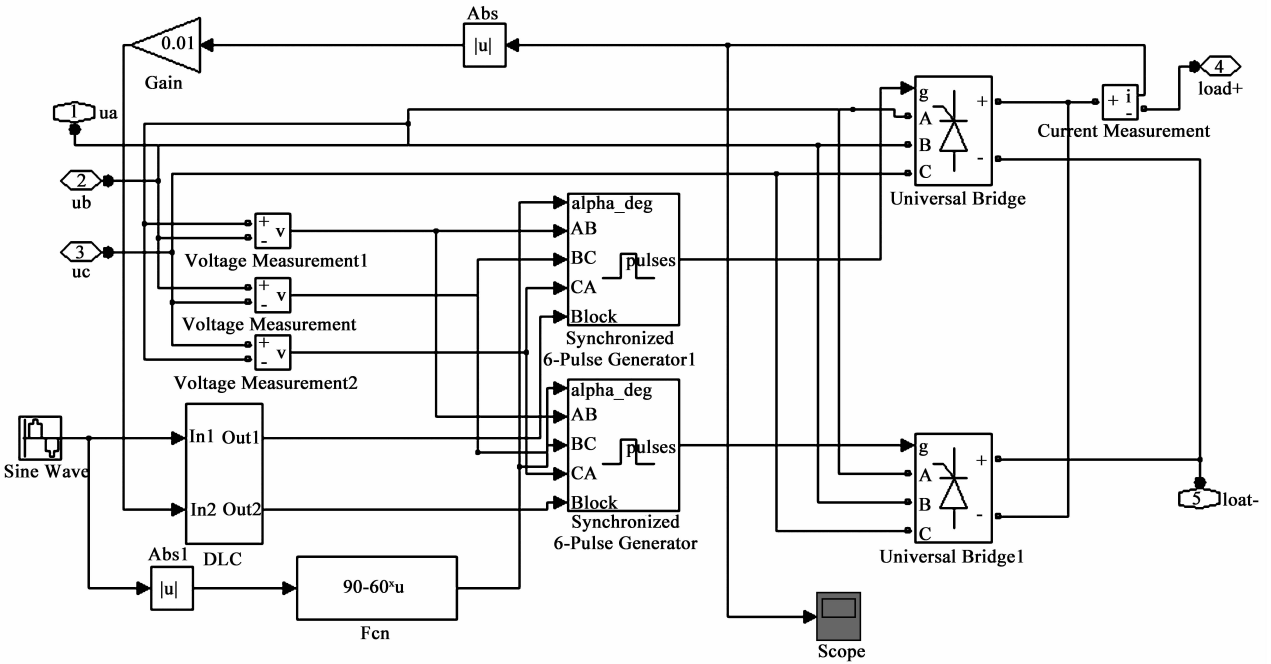 Abs
|u|
0.01
Gain
1
ua
g
A
B
C
+
-
Universal Bridge
+
i
-
Current Measurement
4
load+
2
ub
3
uc
+
-
v
Voltage Measurement1
+
-
v
Voltage Measurement
+
-
v
Voltage Measurement2
alpha_deg
AB
BC
CA
Block
pulses
Synchronized
6-Pulse Generator1
alpha_deg
AB
BC
CA
Block
pulses
Synchronized
6-Pulse Generator
Sine Wave
In1 Out1
In2 Out2
DLC
g
A
B
C
+
-
Universal Bridge1
5
loat-
Abs1
|u|
90-60ˣu
Fcn
Scope